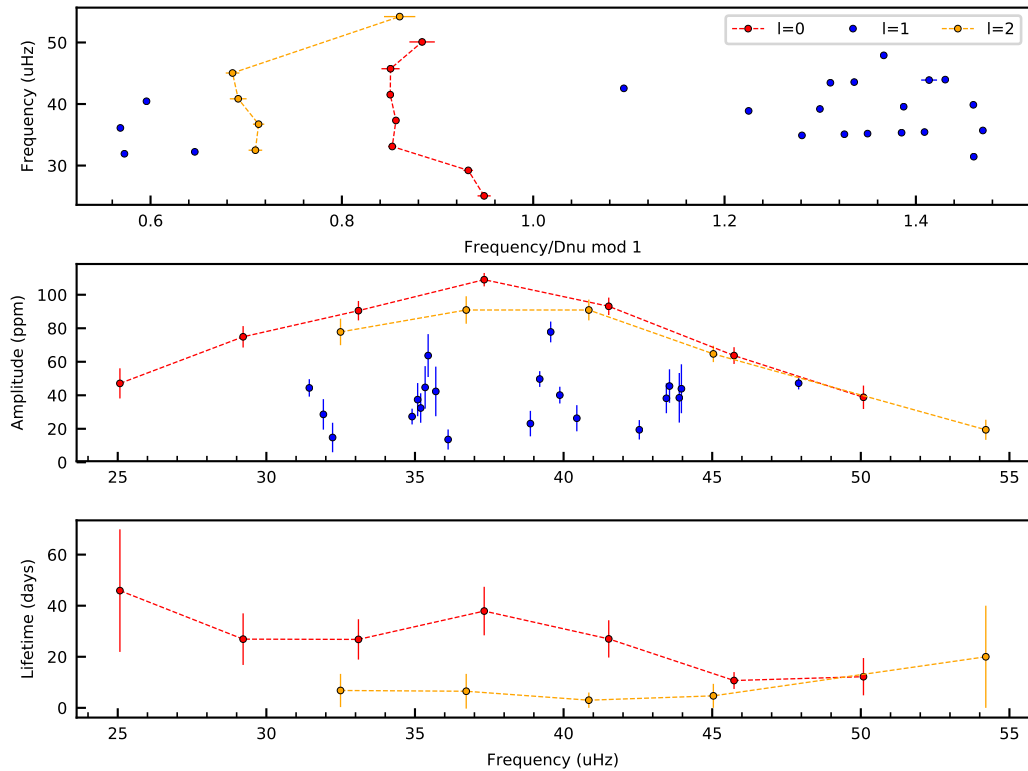 Frequency (uHz)
50
40
30
l=0 l=1 l=2
0.6 0.8 1.0 1.2 1.4
Frequency/Dnu mod 1
Amplitude (ppm)
100
80
60
40
20
0
25 30 35 40 45 50 55
Lifetime (days)
60
40
20
0
25 30 35 40 45 50 55
Frequency (uHz)